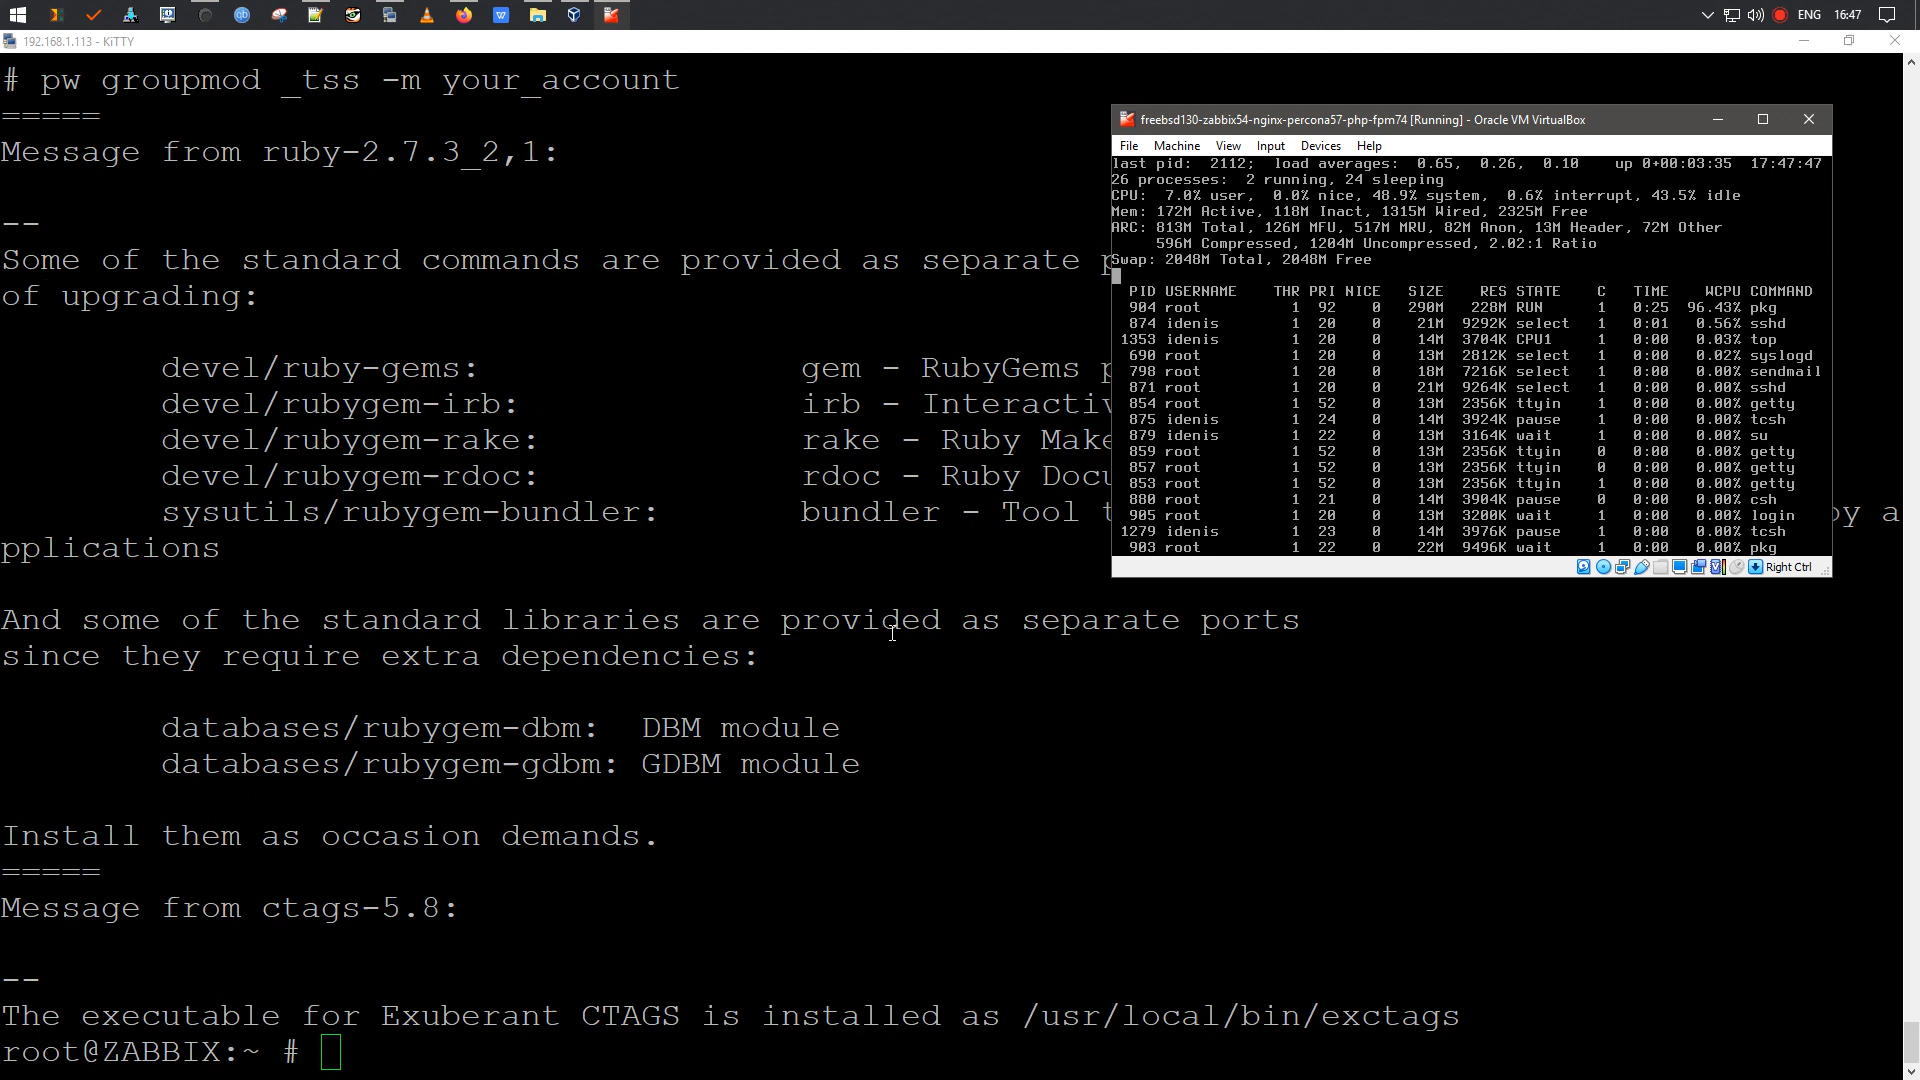 ENG 16:47
192.168.1.113 - KiTTY
# pw groupmod _tss -m your_account
=====
Message from ruby-2.7.3_2,1:
--
Some of the standard commands are provided as separate p
of upgrading:
devel/ruby-gems: gem - RubyGems p
devel/rubygem-irb: irb - Interactiv
devel/rubygem-rake: rake - Ruby Make
devel/rubygem-rdoc: rdoc - Ruby Docu
sysutils/rubygem-bundler: bundler - Tool t by a
pplications
And some of the standard libraries are provided as separate ports
since they require extra dependencies:
databases/rubygem-dbm: DBM module
databases/rubygem-gdbm: GDBM module
Install them as occasion demands.
=====
Message from ctags-5.8:
--
The executable for Exuberant CTAGS is installed as /usr/local/bin/exctags
root@ZABBIX:~ #
freebsd130-zabbix54-nginx-percona57-php-fpm74 [Running] - Oracle VM VirtualBox
File Machine View Input Devices Help
last pid: 2112; load averages: 0.65, 0.26, 0.10 up 0+00:03:35 17:47:47
26 processes: 2 running, 24 sleeping
CPU: 7.0% user, 0.0% nice, 48.9% system, 0.6% interrupt, 43.5% idle
Mem: 172M Active, 118M Inact, 1315M Wired, 2325M Free
ARC: 813M Total, 126M MFU, 517M MRU, 82M Anon, 13M Header, 72M Other
596M Compressed, 1204M Uncompressed, 2.02:1 Ratio
Swap: 2048M Total, 2048M Free
PID USERNAME THR PRI NICE SIZE RES STATE C TIME WCPU COMMAND
904 root 1 92 0 290M 228M RUN 1 0:25 96.43% pkg
874 idenis 1 20 0 21M 9292K select 1 0:01 0.56% sshd
1353 idenis 1 20 0 14M 3704K CPU1 1 0:00 0.03% top
690 root 1 20 0 13M 2812K select 1 0:00 0.02% syslogd
798 root 1 20 0 18M 7216K select 1 0:00 0.00% sendmail
871 root 1 20 0 21M 9264K select 1 0:00 0.00% sshd
854 root 1 52 0 13M 2356K ttyin 1 0:00 0.00% getty
875 idenis 1 24 0 14M 3924K pause 1 0:00 0.00% tcsh
879 idenis 1 22 0 13M 3164K wait 1 0:00 0.00% su
859 root 1 52 0 13M 2356K ttyin 0 0:00 0.00% getty
857 root 1 52 0 13M 2356K ttyin 0 0:00 0.00% getty
853 root 1 52 0 13M 2356K ttyin 1 0:00 0.00% getty
880 root 1 21 0 14M 3904K pause 0 0:00 0.00% csh
905 root 1 20 0 13M 3200K wait 1 0:00 0.00% login
1279 idenis 1 23 0 14M 3976K pause 1 0:00 0.00% tcsh
903 root 1 22 0 22M 9496K wait 1 0:00 0.00% pkg
Right Ctrl